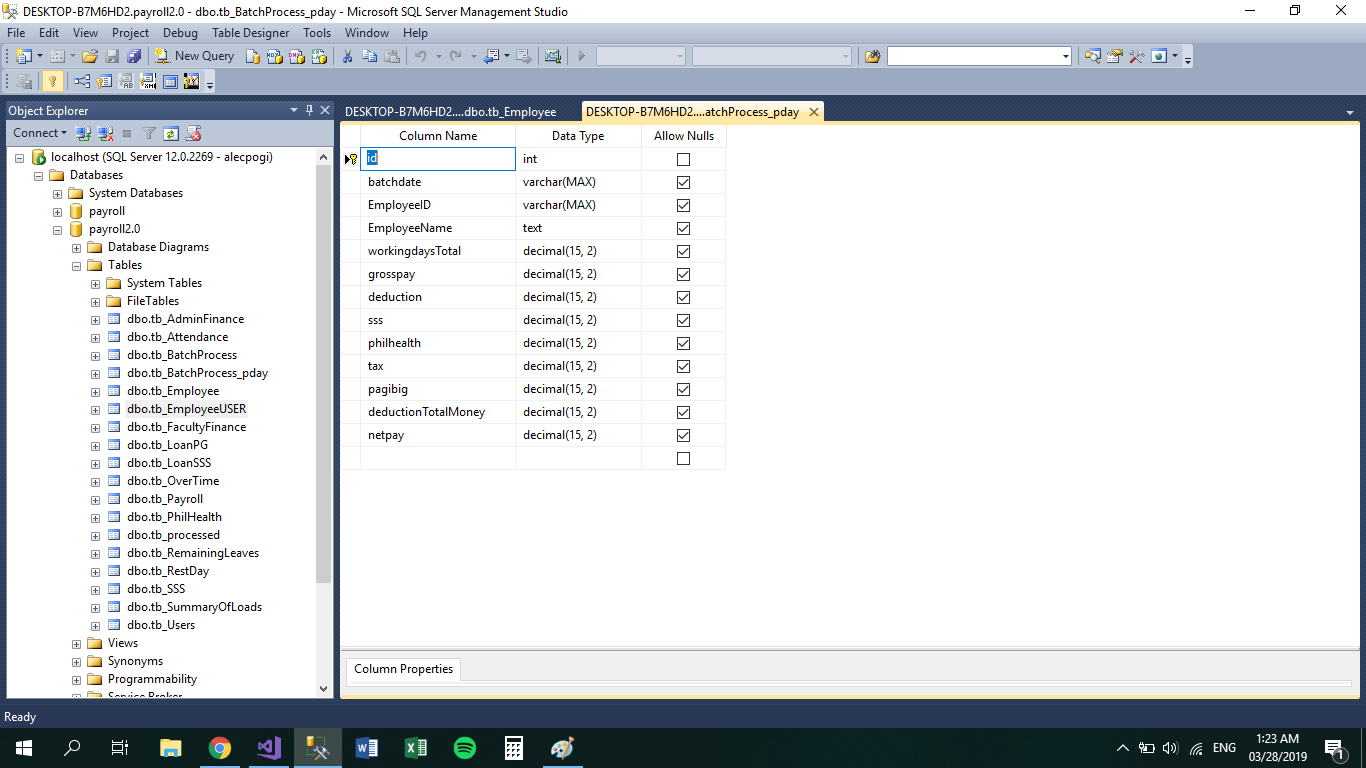 DESKTOP-B7M6HD2.payroll2.0 - dbo.tb_BatchProcess_pday - Microsoft SQL Server Management Studio
File Edit View Project Debug Table Designer Tools Window Help
New Query
Object Explorer
Connect
localhost (SQL Server 12.0.2269 - alecpogi)
Databases
System Databases
payroll
payroll2.0
Database Diagrams
Tables
System Tables
FileTables
dbo.tb_AdminFinance
dbo.tb_Attendance
dbo.tb_BatchProcess
dbo.tb_BatchProcess_pday
dbo.tb_Employee
dbo.tb_EmployeeUSER
dbo.tb_FacultyFinance
dbo.tb_LoanPG
dbo.tb_LoanSSS
dbo.tb_OverTime
dbo.tb_Payroll
dbo.tb_PhilHealth
dbo.tb_processed
dbo.tb_RemainingLeaves
dbo.tb_RestDay
dbo.tb_SSS
dbo.tb_SummaryOfLoads
dbo.tb_Users
Views
Synonyms
Programmability
Service Broker
DESKTOP-B7M6HD2....dbo.tb_Employee DESKTOP-B7M6HD2....atchProcess_pday
Column Name Data Type Allow Nulls
id int
batchdate varchar(MAX)
EmployeeID varchar(MAX)
EmployeeName text
workingdaysTotal decimal(15, 2)
grosspay decimal(15, 2)
deduction decimal(15, 2)
sss decimal(15, 2)
philhealth decimal(15, 2)
tax decimal(15, 2)
pagibig decimal(15, 2)
deductionTotalMoney decimal(15, 2)
netpay decimal(15, 2)
Column Properties
Ready
ENG
1:23 AM
03/28/2019
1